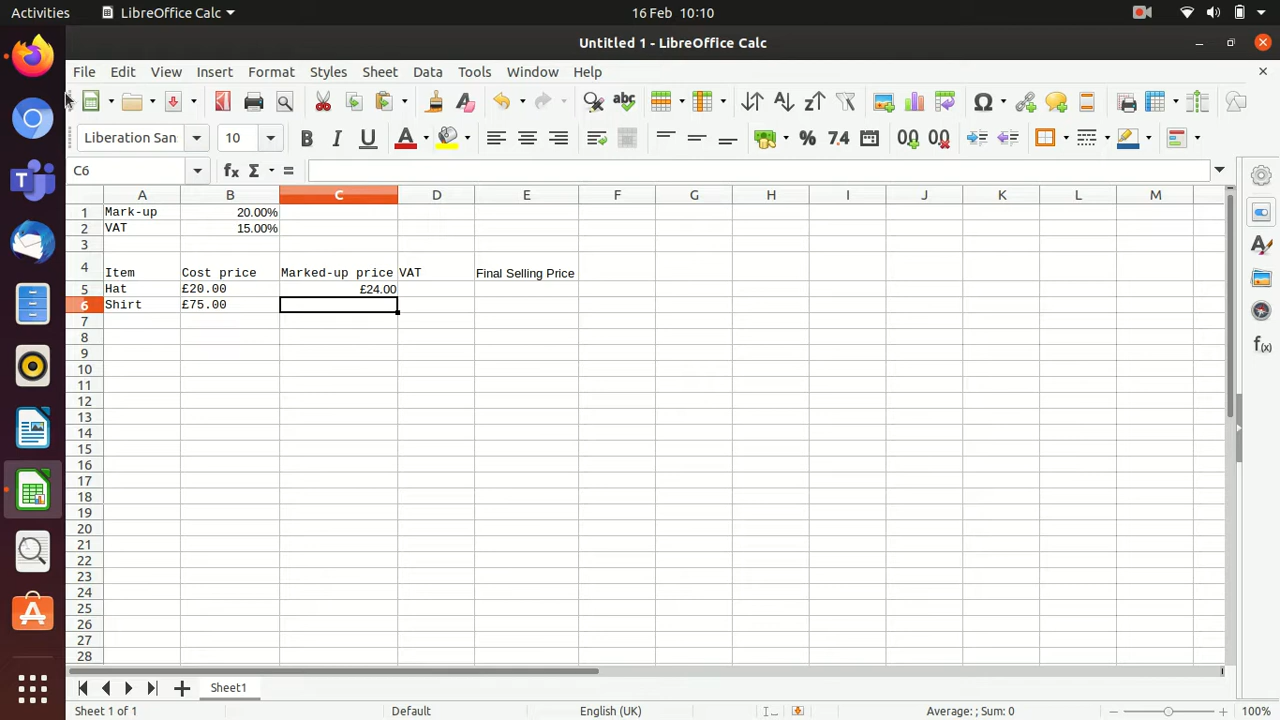 Activities LibreOffice Calc 16 Feb 10:10
Untitled 1 - LibreOffice Calc
File Edit View Insert Format Styles Sheet Data Tools Window Help
Liberation San 10
C6
A B C D E F G H I J K L M
1 Mark-up 20.00%
2 VAT 15.00%
3
4 Item Cost price Marked-up price VAT Final Selling Price
5 Hat £20.00 £24.00
6 Shirt £75.00
7
8
9
10
11
12
13
14
15
16
17
18
19
20
21
22
23
24
25
26
27
28
Sheet1
Sheet 1 of 1 Default English (UK) Average: ; Sum: 0 100%